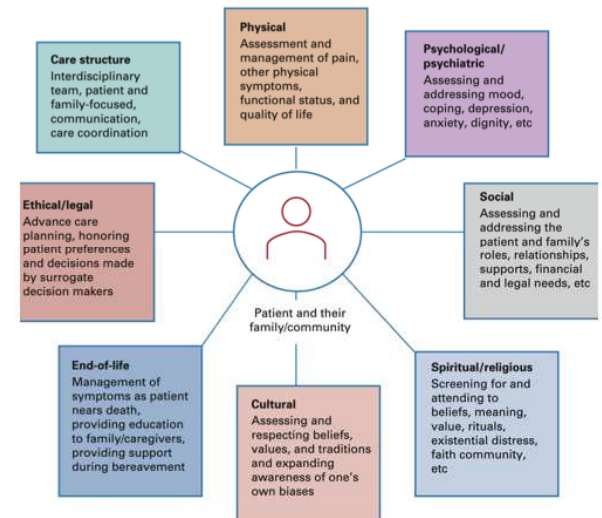 Physical
Assessment and
management of pain,
other physical
symptoms,
functional status, and
quality of life
Care structure
Interdisciplinary
team, patient and
family-focused,
communication,
care coordination
Psychological/
psychiatric
Assessing and
addressing mood,
coping, depression,
anxiety, dignity, etc
Ethical/legal
Advance care
planning, honoring
patient preferences
and decisions made
by surrogate
decision makers
Social
Assessing and
addressing the
patient and family's
roles, relationships,
supports, financial
and legal needs, etc
Patient and their
family/community
End-of-life
Management of
symptoms as patient
nears death,
providing education
to family/caregivers,
providing support
during bereavement
Cultural
Assessing and
respecting beliefs,
values, and traditions
and expanding
awareness of one's
own biases
Spiritual/religious
Screening for and
attending to
beliefs, meaning,
value, rituals,
existential distress,
faith community,
etc